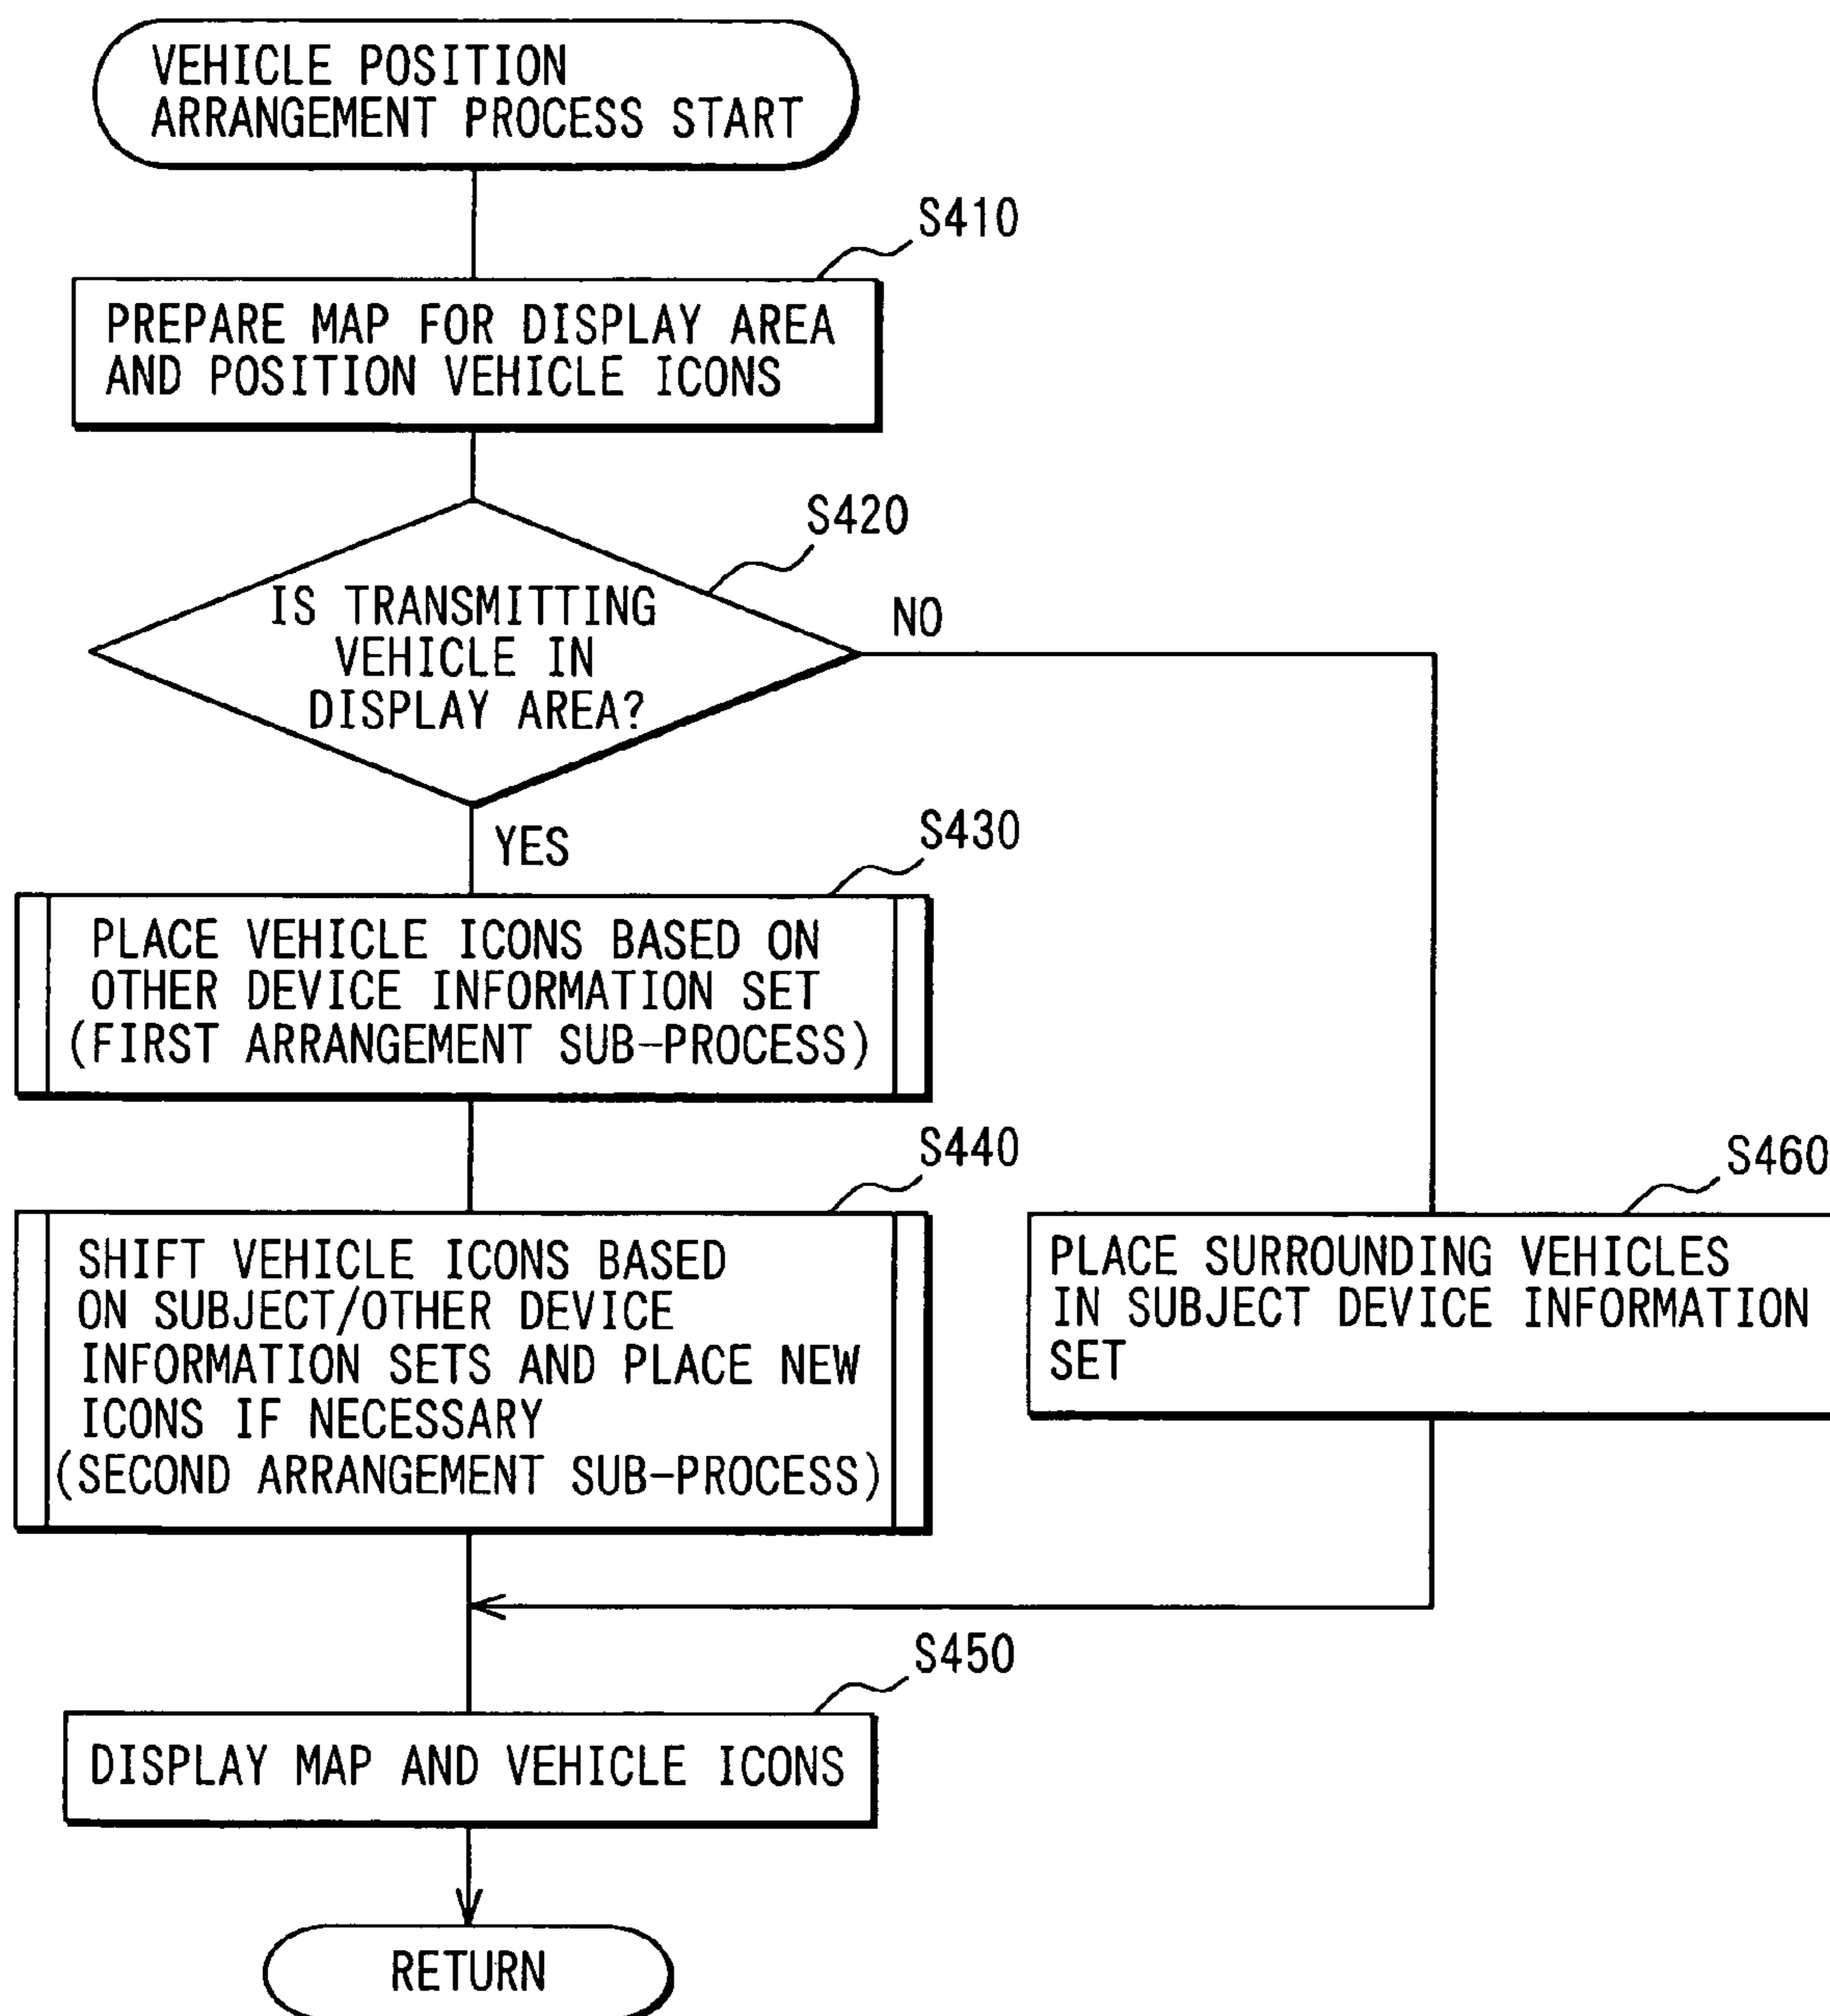 VEHICLE POSITION
ARRANGEMENT PROCESS START
S410
PREPARE MAP FOR DISPLAY AREA
AND POSITION VEHICLE ICONS
S420
IS TRANSMITTING
VEHICLE IN
DISPLAY AREA?
NO
YES
S430
PLACE VEHICLE ICONS BASED ON
OTHER DEVICE INFORMATION SET
(FIRST ARRANGEMENT SUB-PROCESS)
S440
SHIFT VEHICLE ICONS BASED
ON SUBJECT/OTHER DEVICE
INFORMATION SETS AND PLACE NEW
ICONS IF NECESSARY
(SECOND ARRANGEMENT SUB-PROCESS)
S460
PLACE SURROUNDING VEHICLES
IN SUBJECT DEVICE INFORMATION
SET
S450
DISPLAY MAP AND VEHICLE ICONS
RETURN